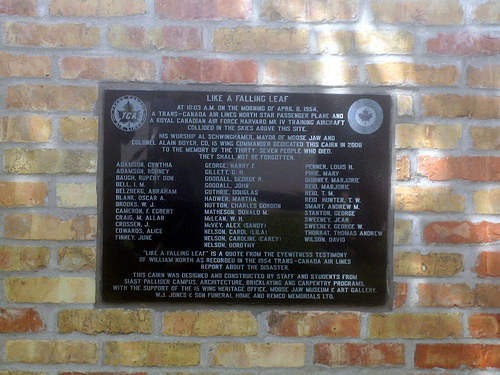 LIKE A FALLING LEAF
AT 10:03 A.M. ON THE MORNING OF APRIL 8, 1954,
A TRANS-CANADA AIR LINES NORTH STAR PASSENGER PLANE AND
A ROYAL CANADIAN AIR FORCE HARVARD MK IV TRAINING AIRCRAFT
COLLIDED IN THE SKIES ABOVE THIS SITE.
TCA
HIS WORSHIP AL SCHWINGHAMER, MAYOR OF MOOSE JAW AND
COLONEL ALAIN BOYER, CD, 15 WING COMMANDER DEDICATED THIS CAIRN IN 2006
TO THE MEMORY OF THE THIRTY SEVEN PEOPLE WHO DIED.
THEY SHALL NOT BE FORGOTTEN.
ADAMSON, CYNTHIA
ADAMSON, RODNEY
BAUGH, RUPERT DON
BELL, I. M.
BELZBERG, ABRAHAM
BLANK, OSCAR A.
BROOKS, W. J.
CAMERON, F. EGBERT
CRAIG, W. ALLAN
CROSSEN, J.
EDWARDS, ALICE
FINNEY, JUNE
GEORGE, HARRY E.
GILLETT, G. H.
GOODALL, GEORGE R.
GOODALL, JOHN
GUTHRIE, DOUGLAS
HADWEN, MARTHA
HUTTON, CHARLES GORDON
MATHESON, DONALD M.
McLEAN, W. H.
McVEY, ALEX (SANDY)
NELSON, CAROL (LILA)
NELSON, CAROLINE (CAREY)
NELSON, DOROTHY
PENNER, LOUIS H.
PIRIE, MARY
QUINNEY, MARJORIE
REID, MARJORIE
REID, T. M.
REID HUNTER, T. W.
SMART, ANDREW M.
STANTON, GEORGE
SWEENEY, JEAN
SWEENEY, GEORGE W.
THORRAT, THOMAS ANDREW
WILSON, DAVID
"LIKE A FALLING LEAF" IS A QUOTE FROM THE EYEWITNESS TESTIMONY
OF WILLIAM NORTH AS RECORDED IN THE 1954 TRANS-CANADA AIR LINES
REPORT ABOUT THE DISASTER.
THIS CAIRN WAS DESIGNED AND CONSTRUCTED BY STAFF AND STUDENTS FROM
SIAST PALLISER CAMPUS, ARCHITECTURE, BRICKLAYING AND CARPENTRY PROGRAMS,
WITH THE SUPPORT OF THE 15 WING HERITAGE OFFICE, MOOSE JAW MUSEUM & ART GALLERY,
W.J. JONES & SON FUNERAL HOME AND REMCO MEMORIALS LTD.